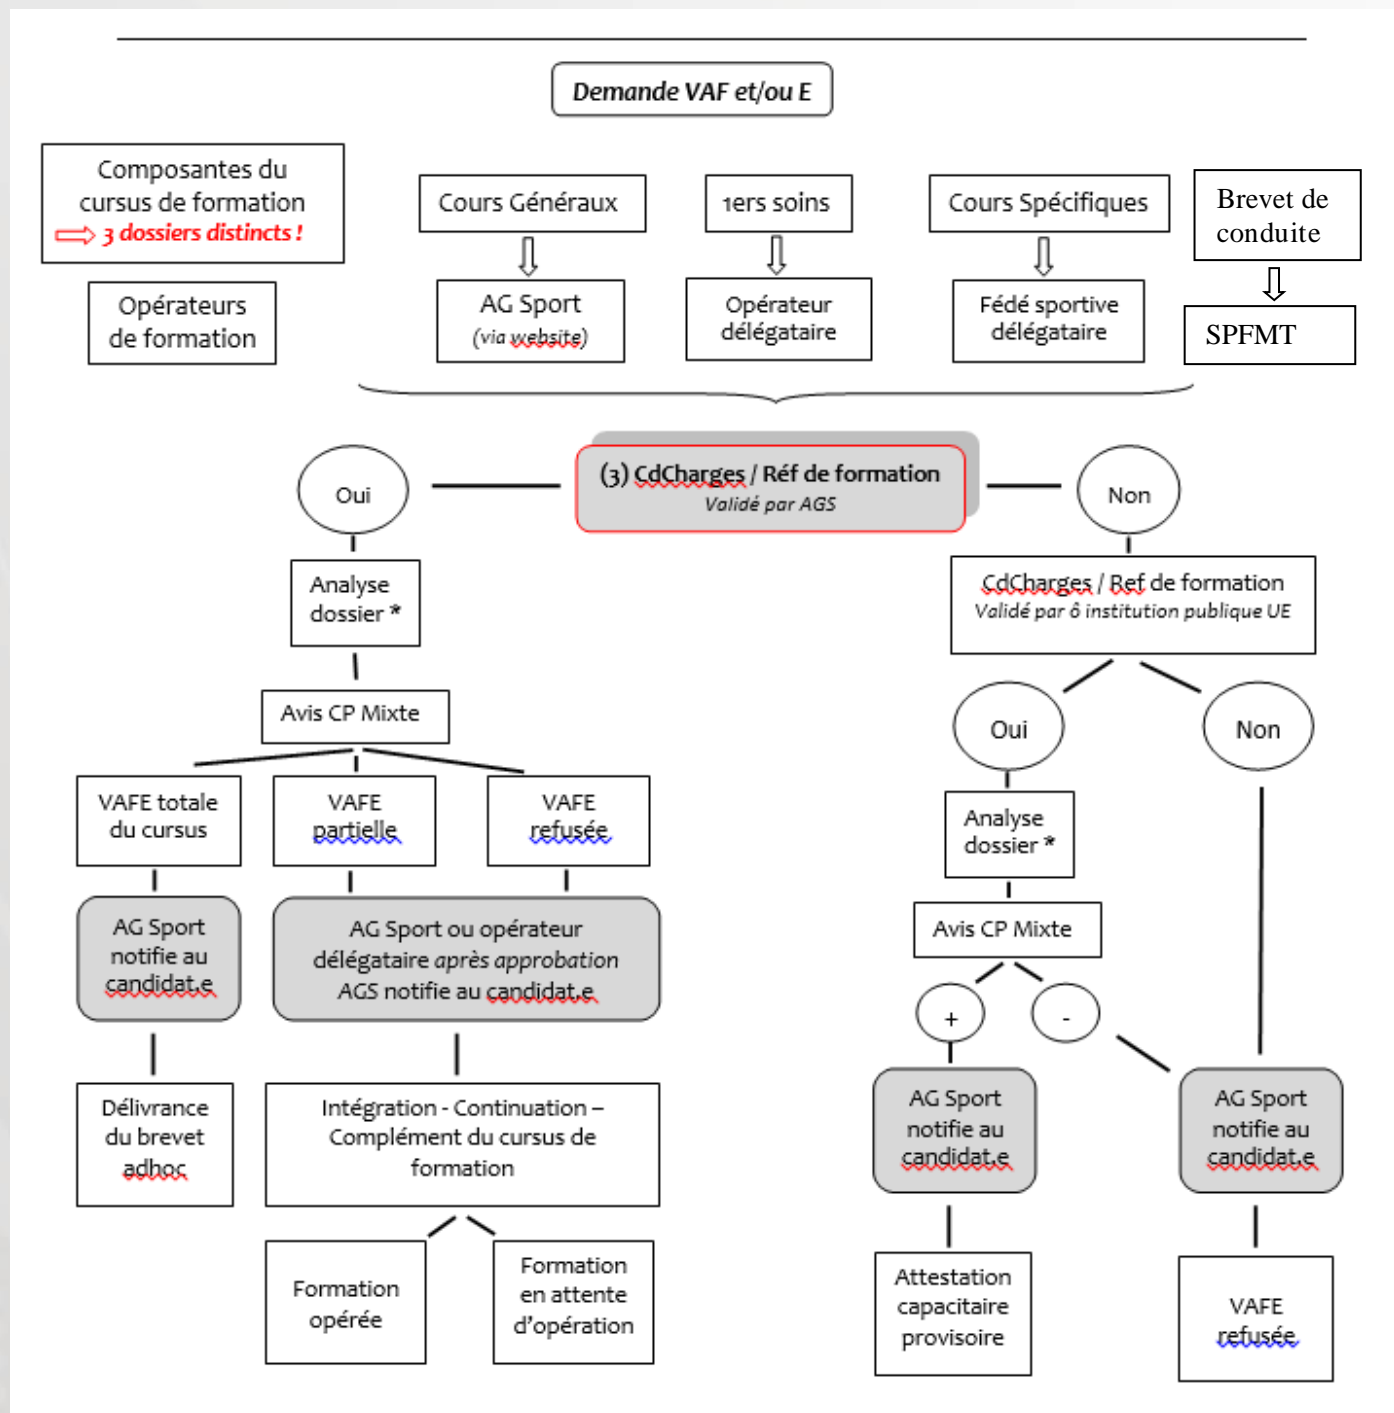 Demande VAF et/ou E
Composantes du
cursus de formation
3 dossiers distincts !
Cours Généraux
1ers soins
Cours Spécifiques
Brevet de
conduite
Opérateurs
de formation
AG Sport
(via website)
Opérateur
délégataire
Fédé sportive
délégataire
SPFMT
Oui
(3) CdCharges / Réf de formation
Validé par AGS
Non
Analyse
dossier *
CdCharges / Ref de formation
Validé par ô institution publique UE
Avis CP Mixte
Oui
Non
VAFE totale
du cursus
VAFE
partielle
VAFE
refusée
Analyse
dossier *
AG Sport
notifie au
candidat.e
AG Sport ou opérateur
délégataire après approbation
AGS notifie au candidat.e
Avis CP Mixte
+
-
Délivrance
du brevet
adhoc
Intégration - Continuation –
Complément du cursus de
formation
AG Sport
notifie au
candidat.e
AG Sport
notifie au
candidat.e
Formation
opérée
Formation
en attente
d'opération
Attestation
capacitaire
provisoire
VAFE
refusée